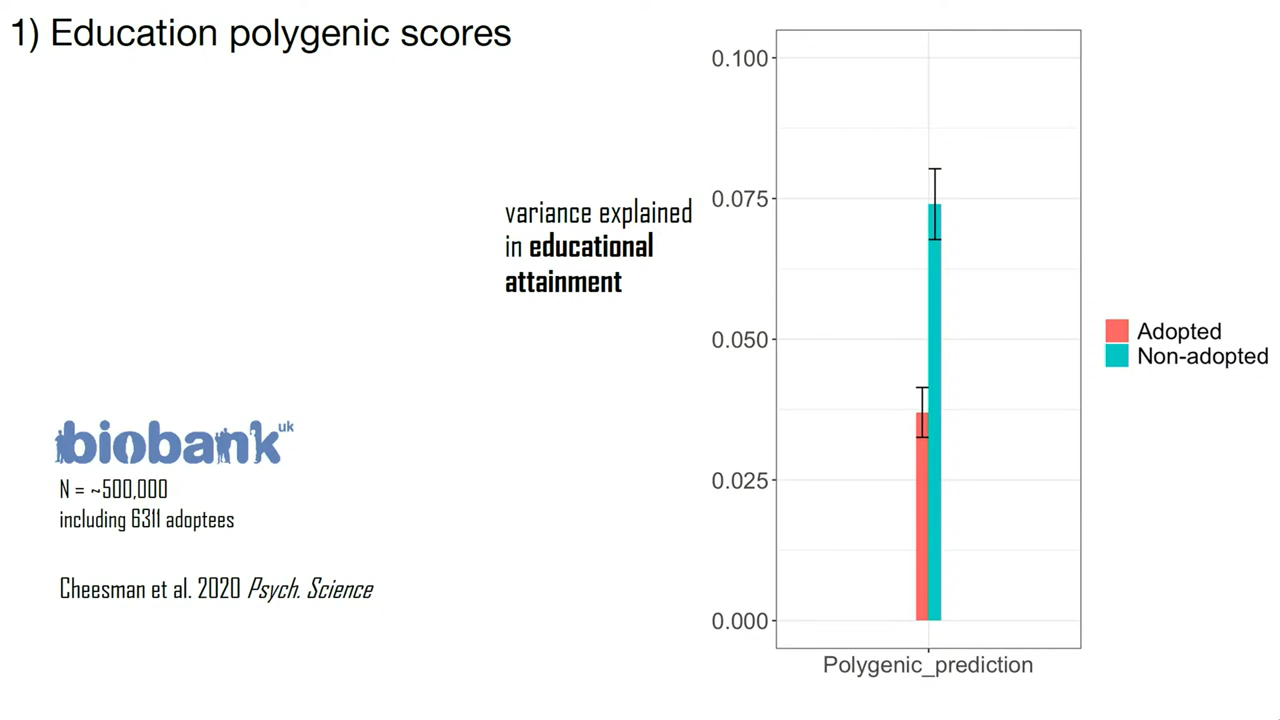 1) Education polygenic scores
variance explained
in educational
attainment
0.100
0.075
0.050
0.025
0.000
Polygenic_prediction
Adopted
Non-adopted
biobank uk
N = ~500,000
including 6311 adoptees
Cheesman et al. 2020 Psych. Science